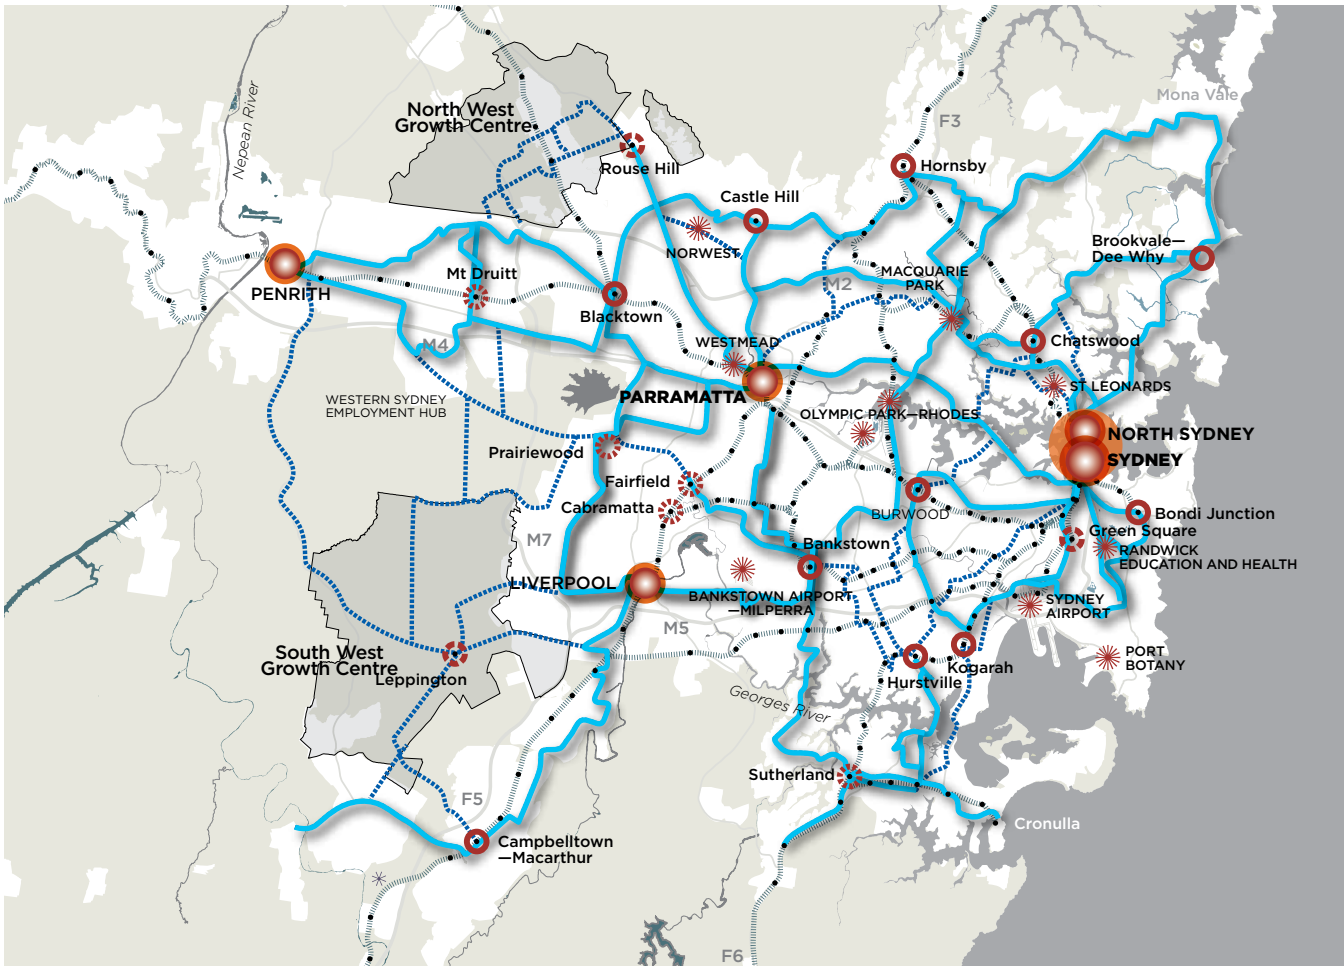 Mona Vale
F3
Nepean River
North West
Growth Centre
Rouse Hill
Hornsby
Castle Hill
NORWEST
Brookvale—
Dee Why
MACQUARIE
PARK
Mt Druitt
PENRITH
M2
Blacktown
M4
WESTMEAD
Chatswood
ST LEONARDS
PARRAMATTA
WESTERN SYDNEY
EMPLOYMENT HUB
OLYMPIC PARK—RHODES
NORTH SYDNEY
SYDNEY
Prairiewood
Fairfield
Cabramatta
BURWOOD
Bondi Junction
Green Square
M7
Bankstown
RANDWICK
EDUCATION AND HEALTH
LIVERPOOL
BANKSTOWN AIRPORT
—MILPERRA
SYDNEY
AIRPORT
M5
South West
Growth Centre
Leppington
PORT
BOTANY
Kogarah
Hurstville
Georges River
Sutherland
F5
Cronulla
Campbelltown
—Macarthur
F6